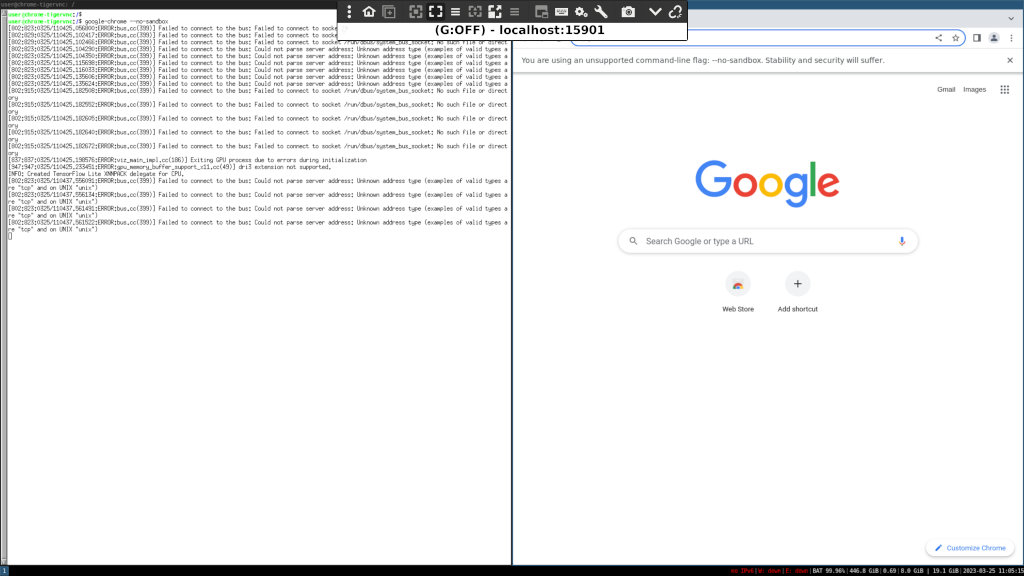 user@chrome-tigervnc: /
user@chrome-tigervnc:/$
user@chrome-tigervnc:/$ google-chrome --no-sandbox
[802:823:0325/110425.056800:ERROR:bus.cc(399)] Failed to connect to the bus: Failed to connect to socke
[802:829:0325/110425.102417:ERROR:bus.cc(399)] Failed to connect to the bus: Failed to connect to socke
[802:829:0325/110425.102466:ERROR:bus.cc(399)] Failed to connect to the bus: Failed to connect to socket /run/dbus/system_bus_socket: No such file or direct
[802:823:0325/110425.104290:ERROR:bus.cc(399)] Failed to connect to the bus: Could not parse server address: Unknown address type (examples of valid types a
[802:823:0325/110425.104350:ERROR:bus.cc(399)] Failed to connect to the bus: Could not parse server address: Unknown address type (examples of valid types a
[802:823:0325/110425.115698:ERROR:bus.cc(399)] Failed to connect to the bus: Could not parse server address: Unknown address type (examples of valid types a
[802:823:0325/110425.116033:ERROR:bus.cc(399)] Failed to connect to the bus: Could not parse server address: Unknown address type (examples of valid types a
[802:823:0325/110425.135606:ERROR:bus.cc(399)] Failed to connect to the bus: Could not parse server address: Unknown address type (examples of valid types a
[802:823:0325/110425.135624:ERROR:bus.cc(399)] Failed to connect to the bus: Could not parse server address: Unknown address type (examples of valid types a
[802:915:0325/110425.182508:ERROR:bus.cc(399)] Failed to connect to the bus: Failed to connect to socket /run/dbus/system_bus_socket: No such file or direct
ory
[802:915:0325/110425.182552:ERROR:bus.cc(399)] Failed to connect to the bus: Failed to connect to socket /run/dbus/system_bus_socket: No such file or direct
ory
[802:915:0325/110425.182605:ERROR:bus.cc(399)] Failed to connect to the bus: Failed to connect to socket /run/dbus/system_bus_socket: No such file or direct
ory
[802:915:0325/110425.182640:ERROR:bus.cc(399)] Failed to connect to the bus: Failed to connect to socket /run/dbus/system_bus_socket: No such file or direct
ory
[802:915:0325/110425.182672:ERROR:bus.cc(399)] Failed to connect to the bus: Failed to connect to socket /run/dbus/system_bus_socket: No such file or direct
ory
[837:837:0325/110425.198576:ERROR:viz_main_impl.cc(186)] Exiting GPU process due to errors during initialization
[947:947:0325/110425.233451:ERROR:gpu_memory_buffer_support_x11.cc(49)] dri3 extension not supported.
INFO: Created TensorFlow Lite XNNPACK delegate for CPU.
[802:823:0325/110437.556091:ERROR:bus.cc(399)] Failed to connect to the bus: Could not parse server address: Unknown address type (examples of valid types a
re "tcp" and on UNIX "unix")
[802:823:0325/110437.556134:ERROR:bus.cc(399)] Failed to connect to the bus: Could not parse server address: Unknown address type (examples of valid types a
re "tcp" and on UNIX "unix")
[802:823:0325/110437.561491:ERROR:bus.cc(399)] Failed to connect to the bus: Could not parse server address: Unknown address type (examples of valid types a
re "tcp" and on UNIX "unix")
[802:823:0325/110437.561522:ERROR:bus.cc(399)] Failed to connect to the bus: Could not parse server address: Unknown address type (examples of valid types a
re "tcp" and on UNIX "unix")
(G:OFF) - localhost:15901
You are using an unsupported command-line flag: --no-sandbox. Stability and security will suffer.
Gmail Images
Google
Search Google or type a URL
Web Store Add shortcut
Customize Chrome
1 no IPv6|W: down|E: down|BAT 99.96%|446.8 GiB|0.69|8.0 GiB | 19.1 GiB|2023-03-25 11:05:15